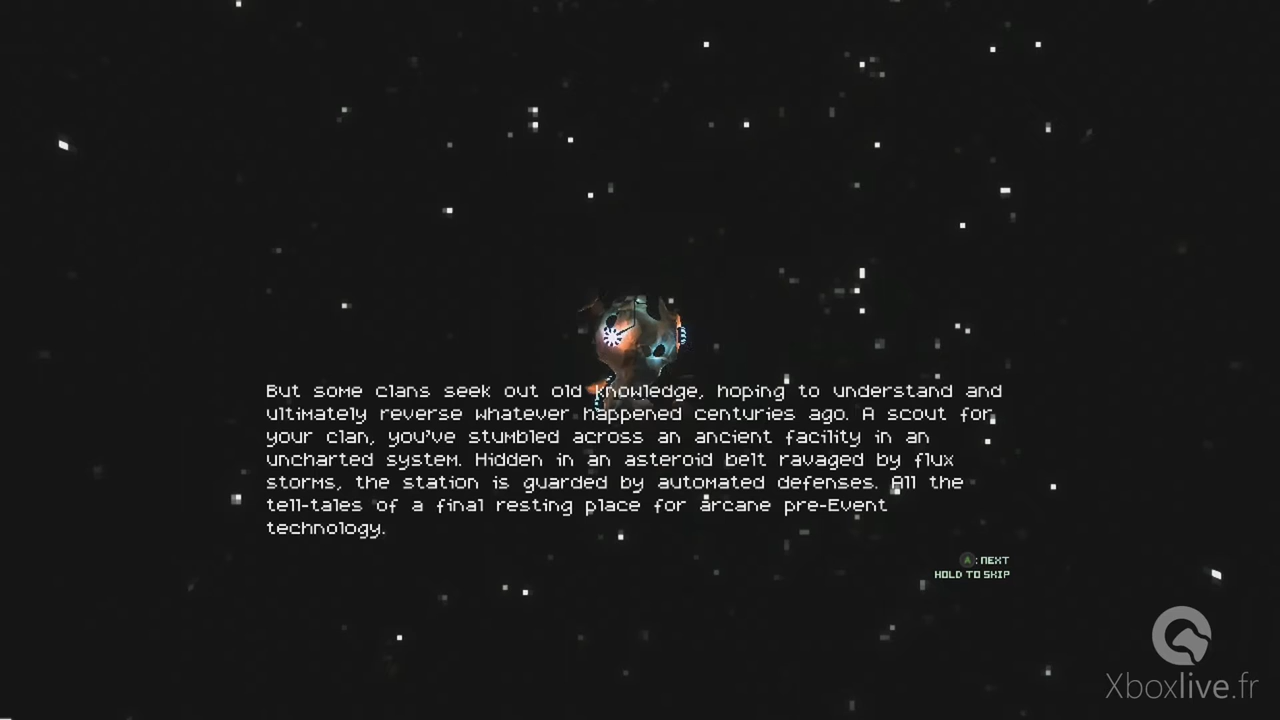 But some clans seek out old knowledge, hoping to understand and
ultimately reverse whatever happened centuries ago. A scout for
your clan, you've stumbled across an ancient facility in an
uncharted system. Hidden in an asteroid belt ravaged by flux
storms, the station is guarded by automated defenses. All the
tell-tales of a final resting place for arcane pre-Event
technology.
A: NEXT
HOLD TO SKIP
Xboxlive.fr